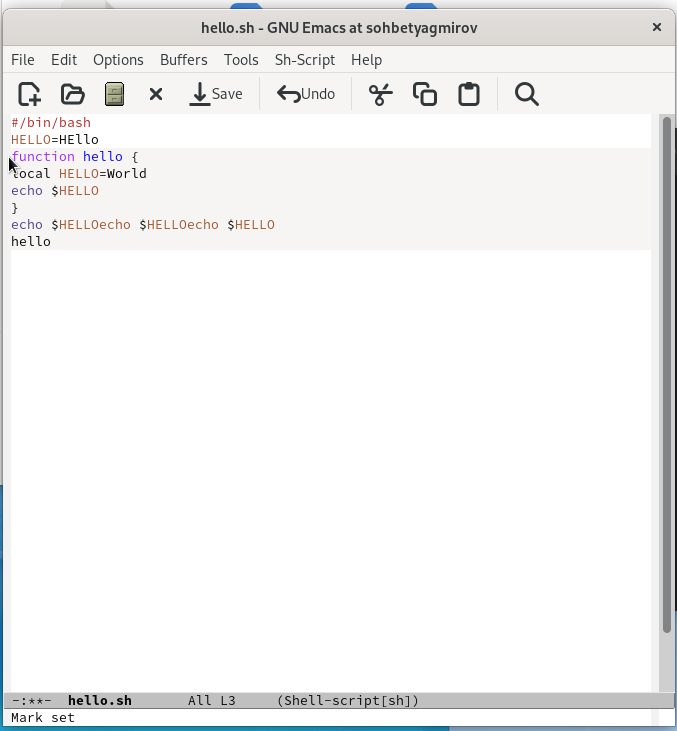 hello.sh - GNU Emacs at sohbetyagmirov
File Edit Options Buffers Tools Sh-Script Help
Save Undo
#/bin/bash
HELLO=HEllo
function hello {
local HELLO=World
echo $HELLO
}
echo $HELLOecho $HELLOecho $HELLO
hello
-:**- hello.sh All L3 (Shell-script[sh])
Mark set